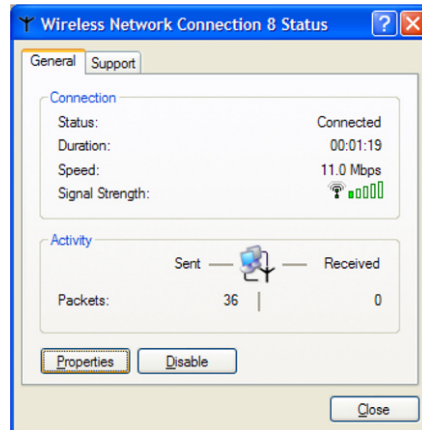 Wireless Network Connection 8 Status
General Support
Connection
Status: Connected
Duration: 00:01:19
Speed: 11.0 Mbps
Signal Strength:
Activity
Sent Received
Packets: 36 0
Properties Disable
Close